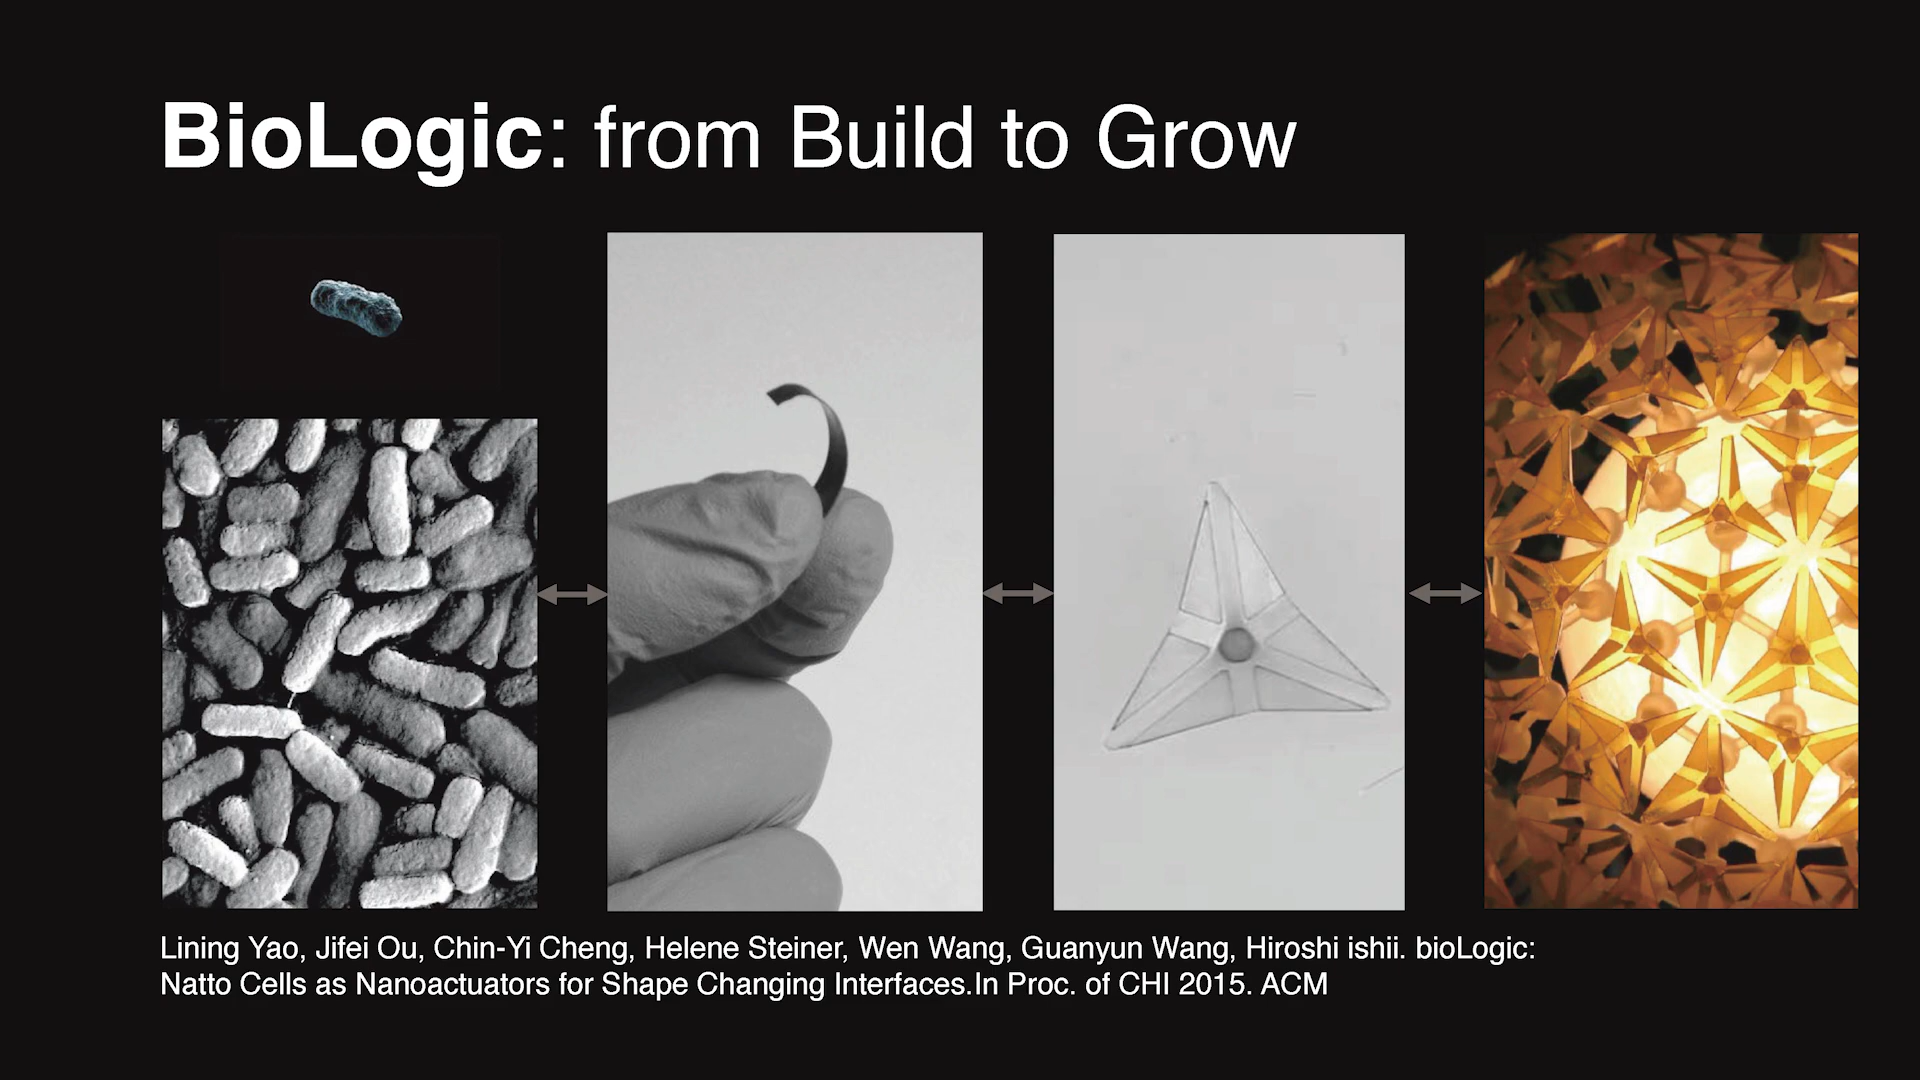 BioLogic: from Build to Grow
Lining Yao, Jifei Ou, Chin-Yi Cheng, Helene Steiner, Wen Wang, Guanyun Wang, Hiroshi ishii. bioLogic:
Natto Cells as Nanoactuators for Shape Changing Interfaces.In Proc. of CHI 2015. ACM